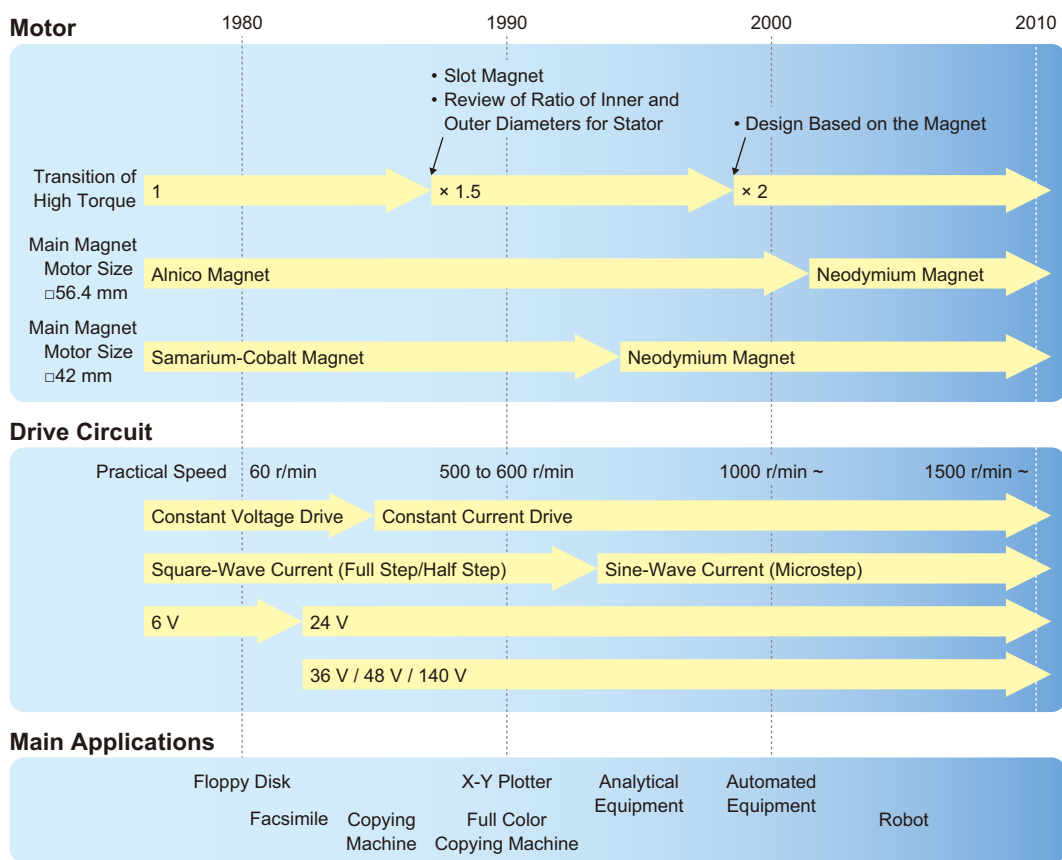 Motor
1980
1990
2000
2010
• Slot Magnet
• Review of Ratio of Inner and
Outer Diameters for Stator
• Design Based on the Magnet
Transition of
High Torque
1
× 1.5
× 2
Main Magnet
Motor Size
□56.4 mm
Alnico Magnet
Neodymium Magnet
Main Magnet
Motor Size
□42 mm
Samarium-Cobalt Magnet
Neodymium Magnet
Drive Circuit
Practical Speed
60 r/min
500 to 600 r/min
1000 r/min ~
1500 r/min ~
Constant Voltage Drive
Constant Current Drive
Square-Wave Current (Full Step/Half Step)
Sine-Wave Current (Microstep)
6 V
24 V
36 V / 48 V / 140 V
Main Applications
Floppy Disk
Facsimile
Copying
Machine
X-Y Plotter
Full Color
Copying Machine
Analytical
Equipment
Automated
Equipment
Robot